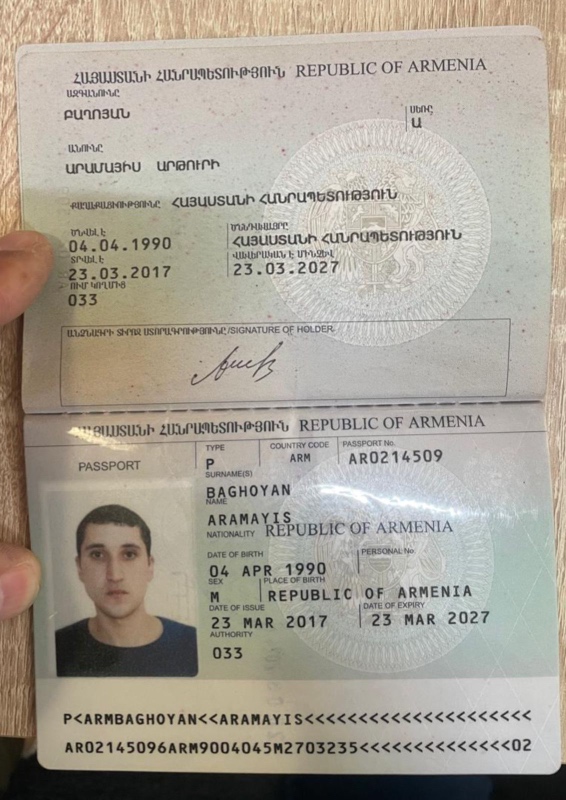 ՀԱՅԱՍՏԱՆԻ ՀԱՆՐԱՊԵՏՈՒԹՅՈՒՆ REPUBLIC OF ARMENIA
ԱԶԳԱՆՈՒՆԸ
ԲԱՂՈՅԱՆ
ՍԵՌԸ
Ա
ԱՆՈՒՆԸ
ԱՐԱՄԱՅԻՍ ԱՐԹՈՒՐԻ
ՔԱՂԱՔԱՑԻՈՒԹՅՈՒՆԸ ՀԱՅԱՍՏԱՆԻ ՀԱՆՐԱՊԵՏՈՒԹՅՈՒՆ
ԾՆՎԵԼ Է
04.04.1990
ՀԱՅԱՍՏԱՆԻ ՀԱՆՐԱՊԵՏՈՒԹՅՈՒՆ
ՏՐՎԵԼ Է ՎԱՎԵՐԱԿԱՆ Է ՄԻՆՉԵՎ
23.03.2017 23.03.2027
ՈՒՄ ԿՈՂՄԻՑ
033
ԱՆՁՆԱԳՐԻ ՏԻՐՈՋ ՍՏՈՐԱԳՐՈՒԹՅՈՒՆԸ/SIGNATURE OF HOLDER
ՀԱՅԱՍՏԱՆԻ ՀԱՆՐԱՊԵՏՈՒԹՅՈՒՆ REPUBLIC OF ARMENIA
PASSPORT
TYPE COUNTRY CODE PASSPORT No.
P ARM AR0214509
SURNAME(S)
BAGHOYAN
NAME
ARAMAYIS
NATIONALITY REPUBLIC OF ARMENIA
DATE OF BIRTH PERSONAL No.
04 APR 1990
SEX PLACE OF BIRTH
M REPUBLIC OF ARMENIA
DATE OF ISSUE DATE OF EXPIRY
23 MAR 2017 23 MAR 2027
AUTHORITY
033
P<ARMBAGHOYAN<<ARAMAYIS<<<<<<<<<<<<<<<<<<<<<
AR02145096ARM9004045M2703235<<<<<<<<<<<<<<02